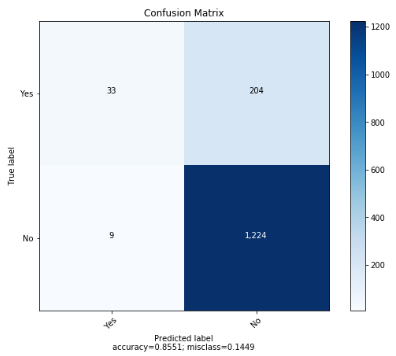 Confusion Matrix
1200
Yes
33
204
1000
800
True label
600
No
9
1,224
400
200
Yes
No
Predicted label
accuracy=0.8551; misclass=0.1449